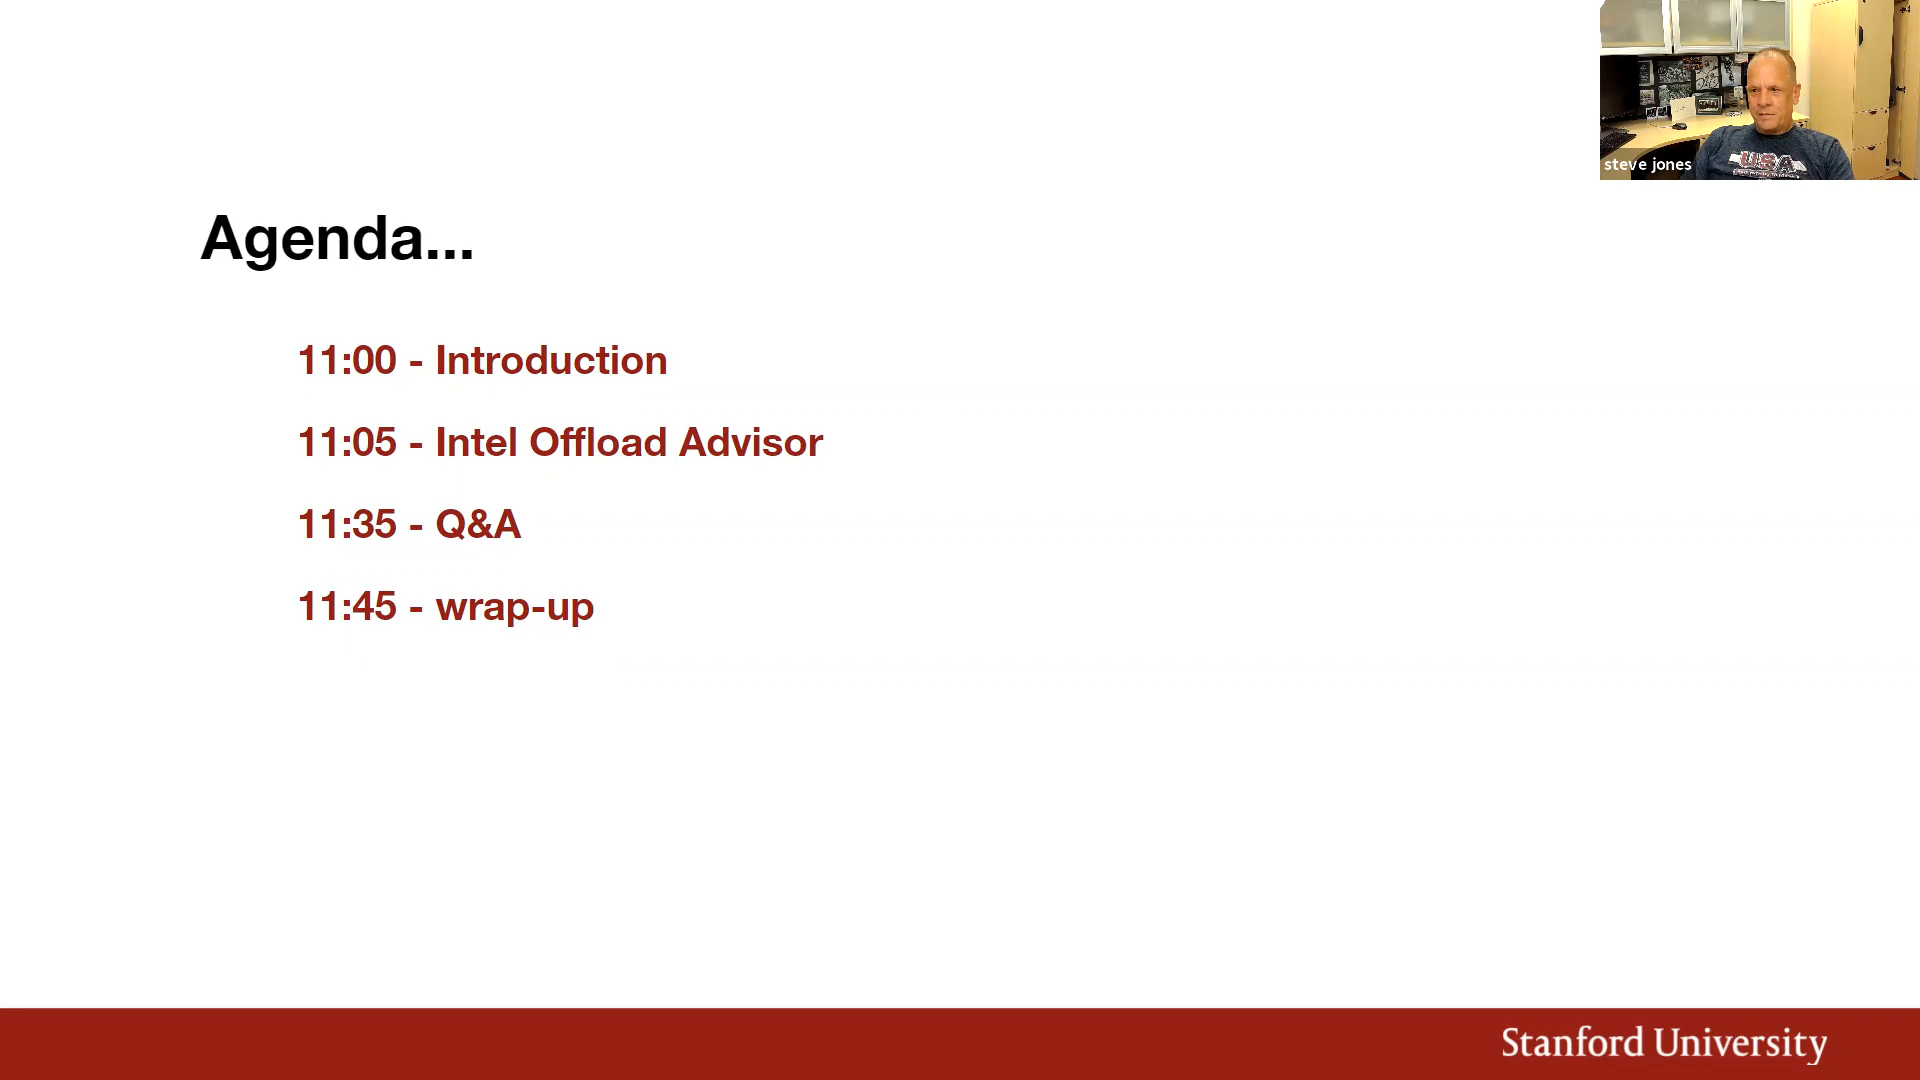 steve jones
USA
Agenda...
11:00 - Introduction
11:05 - Intel Offload Advisor
11:35 - Q&A
11:45 - wrap-up
Stanford University